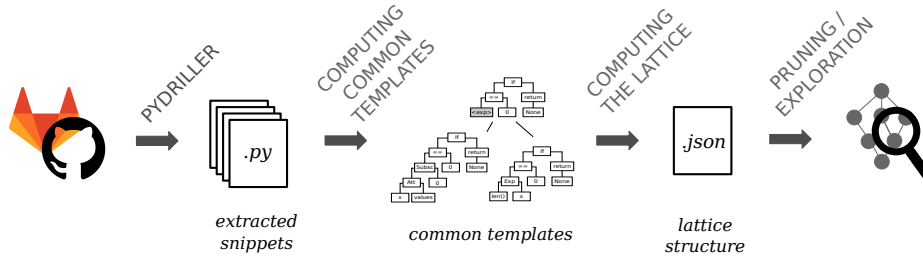 PYDRILLER
.py
extracted
snippets
COMPUTING
COMMON
TEMPLATES
if
==
return
<exp>
0
None
if
==
return
Subsc
0
None
Att
0
x
values
if
==
return
Exp
0
None
len()
x
common templates
COMPUTING
THE LATTICE
.json
lattice
structure
PRUNING /
EXPLORATION